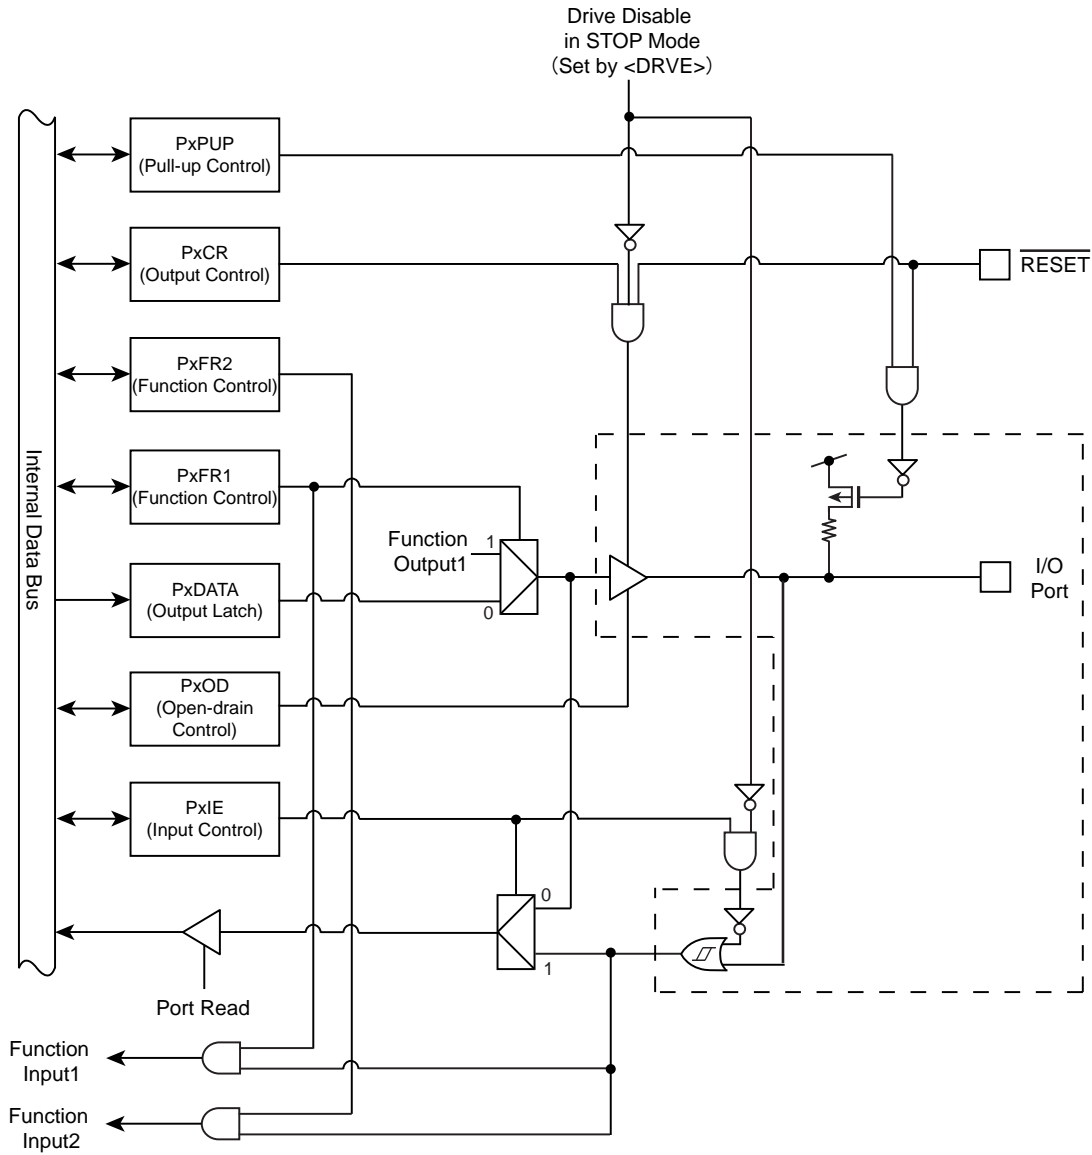 Drive Disable
in STOP Mode
(Set by <DRVE>)
PxPUP
(Pull-up Control)
PxCR
(Output Control)
RESET
PxFR2
(Function Control)
Internal Data Bus
PxFR1
(Function Control)
Function
Output1
1
0
PxDATA
(Output Latch)
I/O
Port
PxOD
(Open-drain
Control)
PxIE
(Input Control)
0
1
Port Read
Function
Input1
Function
Input2